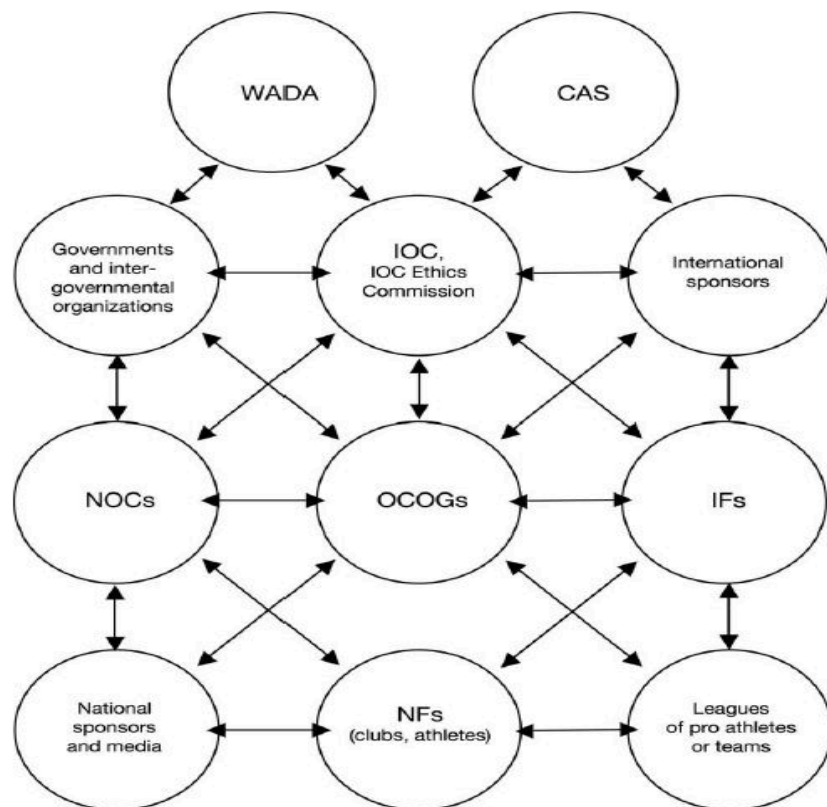 WADA
CAS
Governments
and inter-
governmental
organizations
IOC,
IOC Ethics
Commission
International
sponsors
NOCs
OCOGs
IFs
National
sponsors
and media
NFs
(clubs, athletes)
Leagues
of pro athletes
or teams